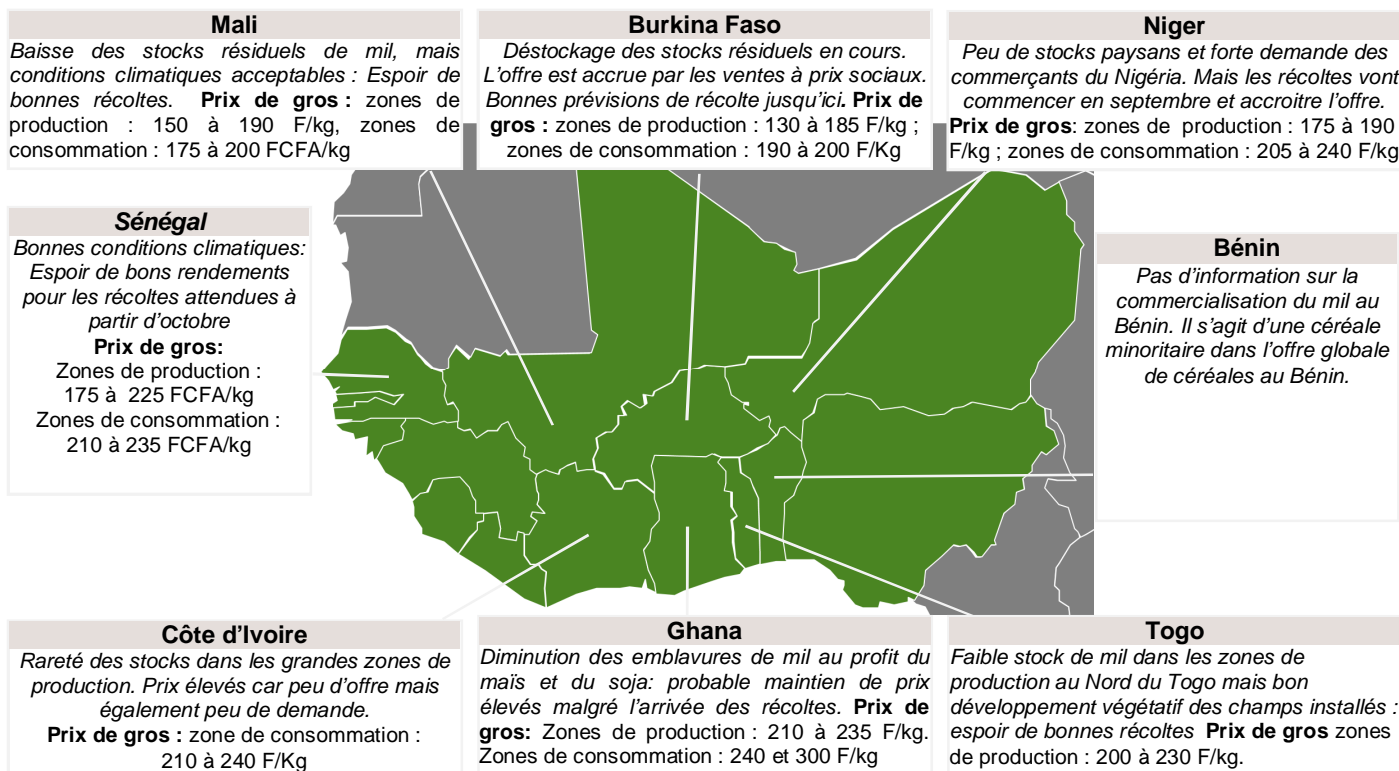 Mali
Baisse des stocks résiduels de mil, mais
conditions climatiques acceptables : Espoir de
bonnes récoltes. Prix de gros : zones de
production : 150 à 190 F/kg, zones de
consommation : 175 à 200 FCFA/kg
Burkina Faso
Déstockage des stocks résiduels en cours.
L'offre est accrue par les ventes à prix sociaux.
Bonnes prévisions de récolte jusqu'ici. Prix de
gros : zones de production : 130 à 185 F/kg ;
zones de consommation : 190 à 200 F/Kg
Niger
Peu de stocks paysans et forte demande des
commerçants du Nigéria. Mais les récoltes vont
commencer en septembre et accroitre l'offre.
Prix de gros: zones de production : 175 à 190
F/kg ; zones de consommation : 205 à 240 F/kg
Sénégal
Bonnes conditions climatiques:
Espoir de bons rendements
pour les récoltes attendues à
partir d'octobre
Prix de gros:
Zones de production :
175 à 225 FCFA/kg
Zones de consommation :
210 à 235 FCFA/kg
Bénin
Pas d'information sur la
commercialisation du mil au
Bénin. Il s'agit d'une céréale
minoritaire dans l'offre globale
de céréales au Bénin.
Côte d'Ivoire
Rareté des stocks dans les grandes zones de
production. Prix élevés car peu d'offre mais
également peu de demande.
Prix de gros : zone de consommation :
210 à 240 F/Kg
Ghana
Diminution des emblavures de mil au profit du
maïs et du soja: probable maintien de prix
élevés malgré l'arrivée des récoltes. Prix de
gros: Zones de production : 210 à 235 F/kg.
Zones de consommation : 240 et 300 F/kg
Togo
Faible stock de mil dans les zones de
production au Nord du Togo mais bon
développement végétatif des champs installés :
espoir de bonnes récoltes Prix de gros zones
de production : 200 à 230 F/kg.